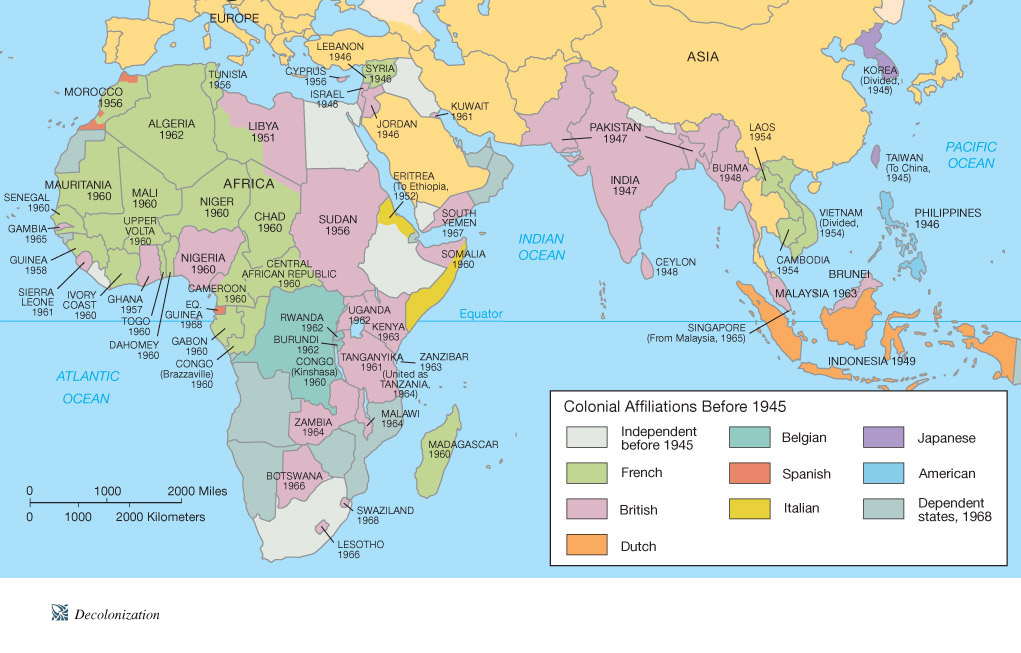 EUROPE
ASIA
LEBANON
1946
CYPRUS
1956
SYRIA
1946
ISRAEL
1948
TUNISIA
1956
MOROCCO
1956
KUWAIT
1961
JORDAN
1946
ALGERIA
1962
LIBYA
1951
KOREA
(Divided,
1945)
PAKISTAN
1947
LAOS
1954
TAIWAN
(To China,
1945)
PACIFIC
OCEAN
BURMA
1948
INDIA
1947
ERITREA
(To Ethiopia,
1952)
AFRICA
MAURITANIA
1960
MALI
1960
NIGER
1960
CHAD
1960
SUDAN
1956
SENEGAL
1960
GAMBIA
1965
UPPER
VOLTA
1960
SOUTH
YEMEN
1967
VIETNAM
(Divided,
1954)
PHILIPPINES
1946
INDIAN
OCEAN
GUINEA
1958
NIGERIA
1960
CENTRAL
AFRICAN REPUBLIC
1960
SOMALIA
1960
CEYLON
1948
CAMBODIA
1954
BRUNEI
MALAYSIA 1963
SIERRA
LEONE
1961
IVORY
COAST
1960
GHANA
1957
TOGO
1960
DAHOMEY
1960
CAMEROON
1960
EQ.
GUINEA
1968
GABON
1960
CONGO
(Brazzaville)
1960
RWANDA
1962
BURUNDI
1962
CONGO
(Kinshasa)
1960
UGANDA
1962
KENYA
1963
Equator
SINGAPORE
(From Malaysia, 1965)
INDONESIA 1949
TANGANYIKA
1961
ZANZIBAR
1963
(United as
TANZANIA,
1964)
ATLANTIC
OCEAN
MALAWI
1964
ZAMBIA
1964
MADAGASCAR
1960
BOTSWANA
1966
SWAZILAND
1968
LESOTHO
1966
0 1000 2000 Miles
0 1000 2000 Kilometers
Colonial Affiliations Before 1945
Independent
before 1945
French
British
Dutch
Belgian
Spanish
Italian
Japanese
American
Dependent
states, 1968
Decolonization